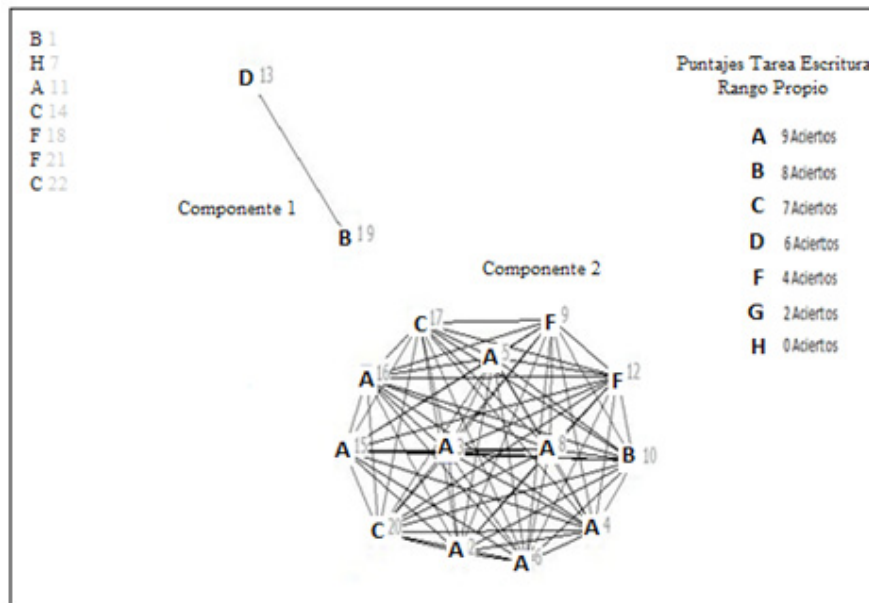 B 1
H 7
A 11
C 14
F 18
F 21
C 22
D 13
Componente 1
B 19
Puntajes Tarea Escritura
Rango Propio
A 9 Aciertos
B 8 Aciertos
C 7 Aciertos
D 6 Aciertos
F 4 Aciertos
G 2 Aciertos
H 0 Aciertos
Componente 2
C 17
F 9
A 5
A 16
F 12
A 15
A 3
A 8
B 10
C 20
A 2
A 6
A 4